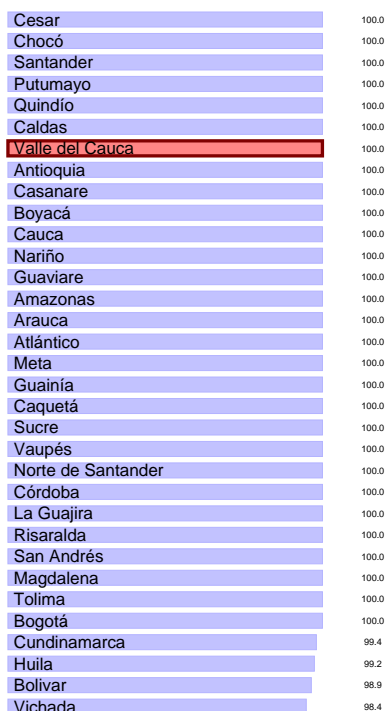 Cesar 100.0
Chocó 100.0
Santander 100.0
Putumayo 100.0
Quindío 100.0
Caldas 100.0
Valle del Cauca 100.0
Antioquia 100.0
Casanare 100.0
Boyacá 100.0
Cauca 100.0
Nariño 100.0
Guaviare 100.0
Amazonas 100.0
Arauca 100.0
Atlántico 100.0
Meta 100.0
Guainía 100.0
Caquetá 100.0
Sucre 100.0
Vaupés 100.0
Norte de Santander 100.0
Córdoba 100.0
La Guajira 100.0
Risaralda 100.0
San Andrés 100.0
Magdalena 100.0
Tolima 100.0
Bogotá 100.0
Cundinamarca 99.4
Huila 99.2
Bolivar 98.9
Vichada 98.4